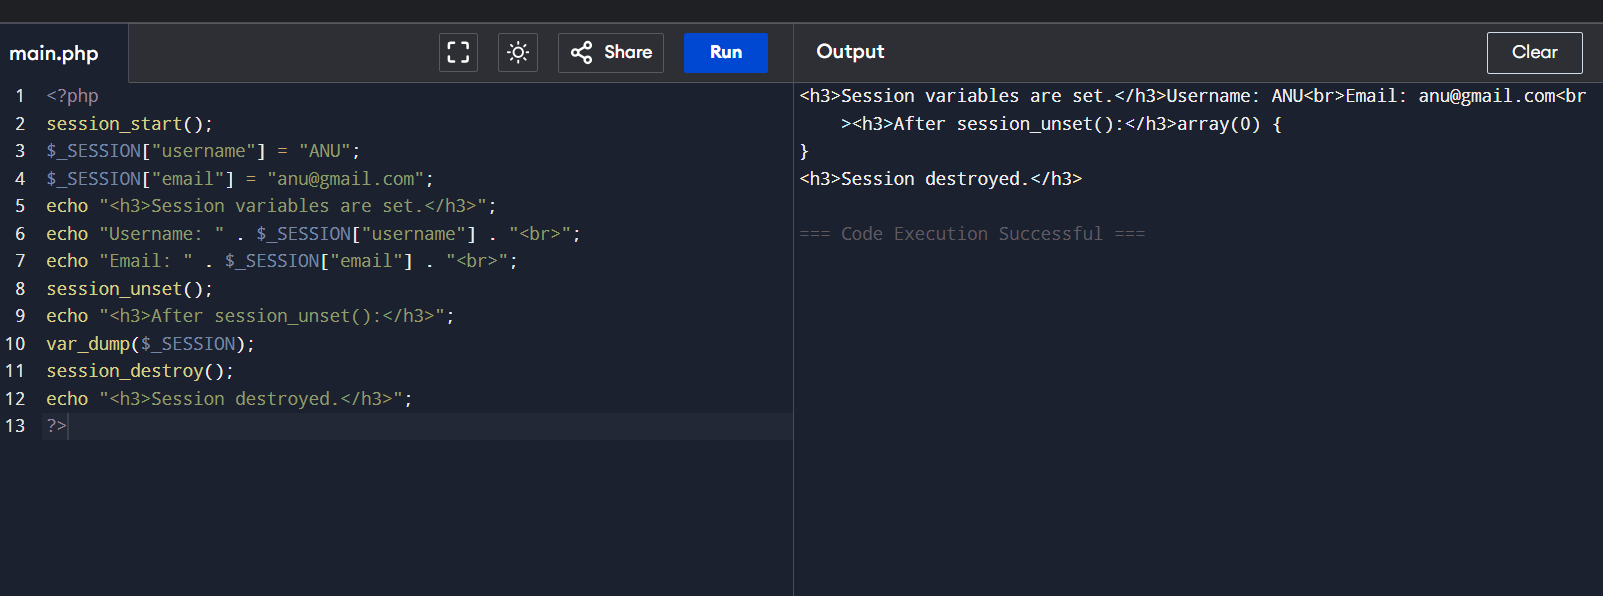 main.php
Share
Run
Output
Clear
1 <?php
2 session_start();
3 $_SESSION["username"] = "ANU";
4 $_SESSION["email"] = "anu@gmail.com";
5 echo "<h3>Session variables are set.</h3>";
6 echo "Username: " . $_SESSION["username"] . "<br>";
7 echo "Email: " . $_SESSION["email"] . "<br>";
8 session_unset();
9 echo "<h3>After session_unset():</h3>";
10 var_dump($_SESSION);
11 session_destroy();
12 echo "<h3>Session destroyed.</h3>";
13 ?>
<h3>Session variables are set.</h3>Username: ANU<br>Email: anu@gmail.com<br
><h3>After session_unset():</h3>array(0) {
}
<h3>Session destroyed.</h3>
=== Code Execution Successful ===